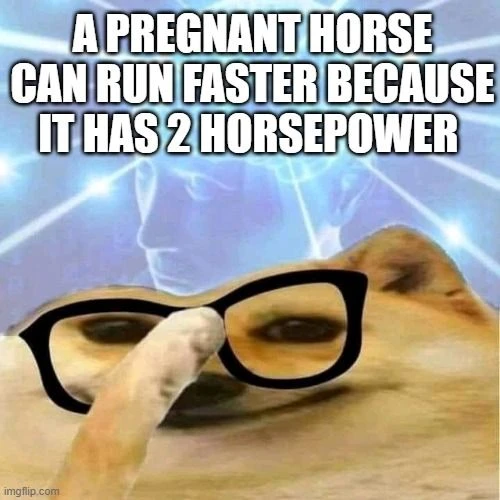 A PREGNANT HORSE
CAN RUN FASTER BECAUSE
IT HAS 2 HORSEPOWER
imgflip.com